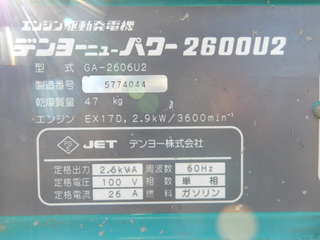 エンジン駆動発電機
デンヨーニューパワー2600U2
型 式 GA-2606U2
製造番号 5774044
乾燥質量 47 kg
エンジン EX17D, 2.9kW/3600min⁻¹
JET デンヨー株式会社
定格出力 2.6kVA 周波数 60Hz
定格電圧 100 V 相数 単相
定格電流 26 A 燃料 ガソリン